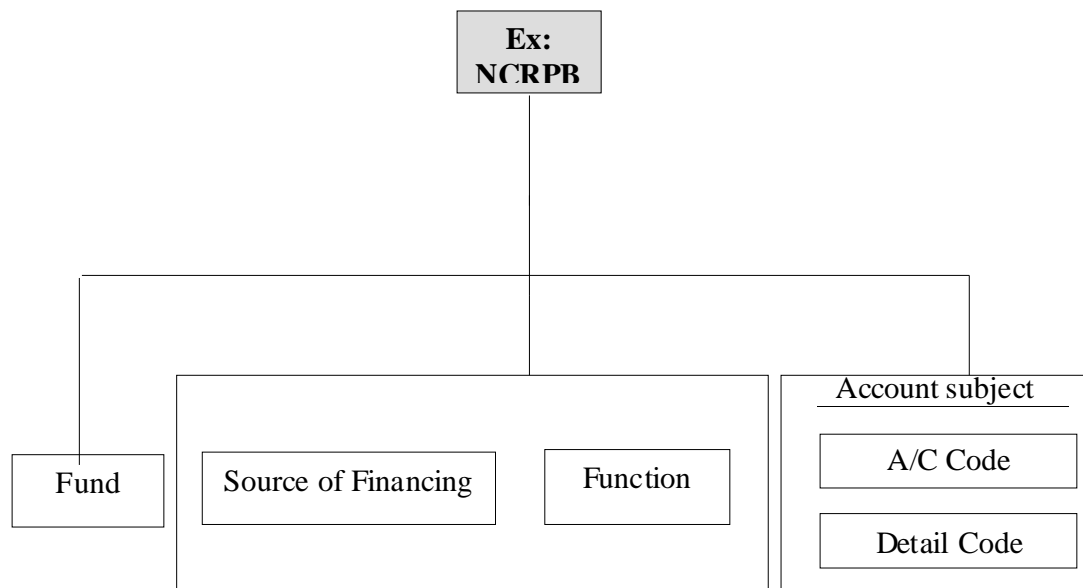 Ex:
NCRPB
Fund
Source of Financing
Function
Account subject
A/C Code
Detail Code